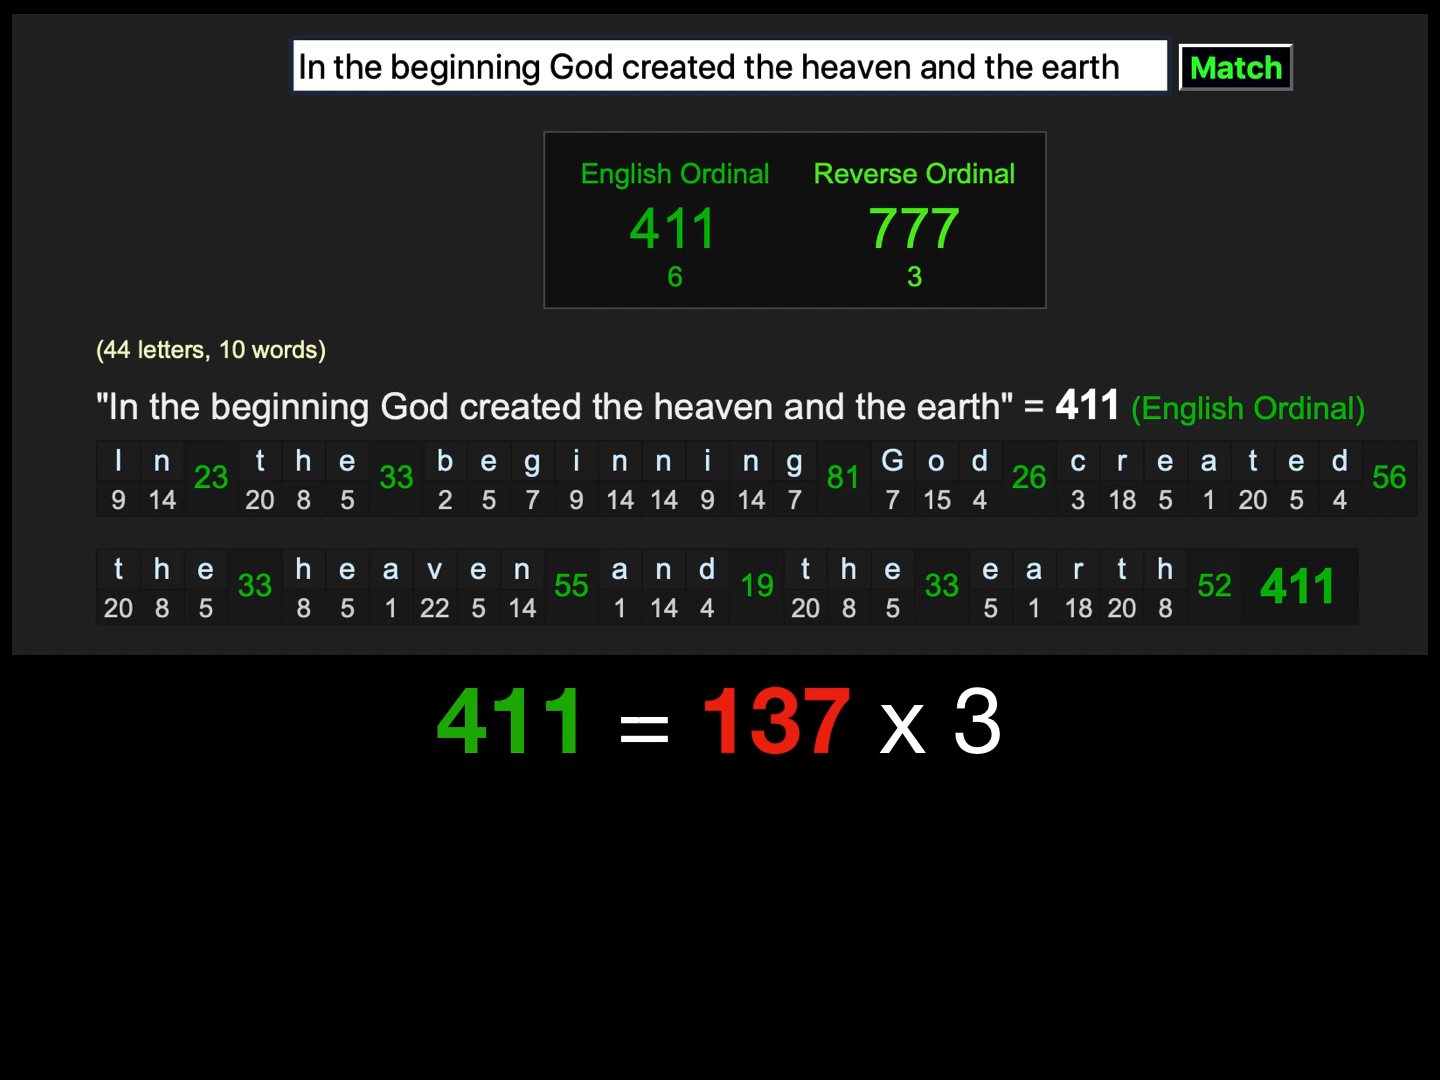 In the beginning God created the heaven and the earth Match
English Ordinal Reverse Ordinal
411 777
6 3
(44 letters, 10 words)
"In the beginning God created the heaven and the earth" = 411 (English Ordinal)
I n 23 t h e 33 b e g i n n i n g 81 G o d 26 c r e a t e d 56
9 14 20 8 5 2 5 7 9 14 14 9 14 7 7 15 4 3 18 5 1 20 5 4
t h e 33 h e a v e n 55 a n d 19 t h e 33 e a r t h 52 411
20 8 5 8 5 1 22 5 14 1 14 4 20 8 5 5 1 18 20 8
411 = 137 x 3